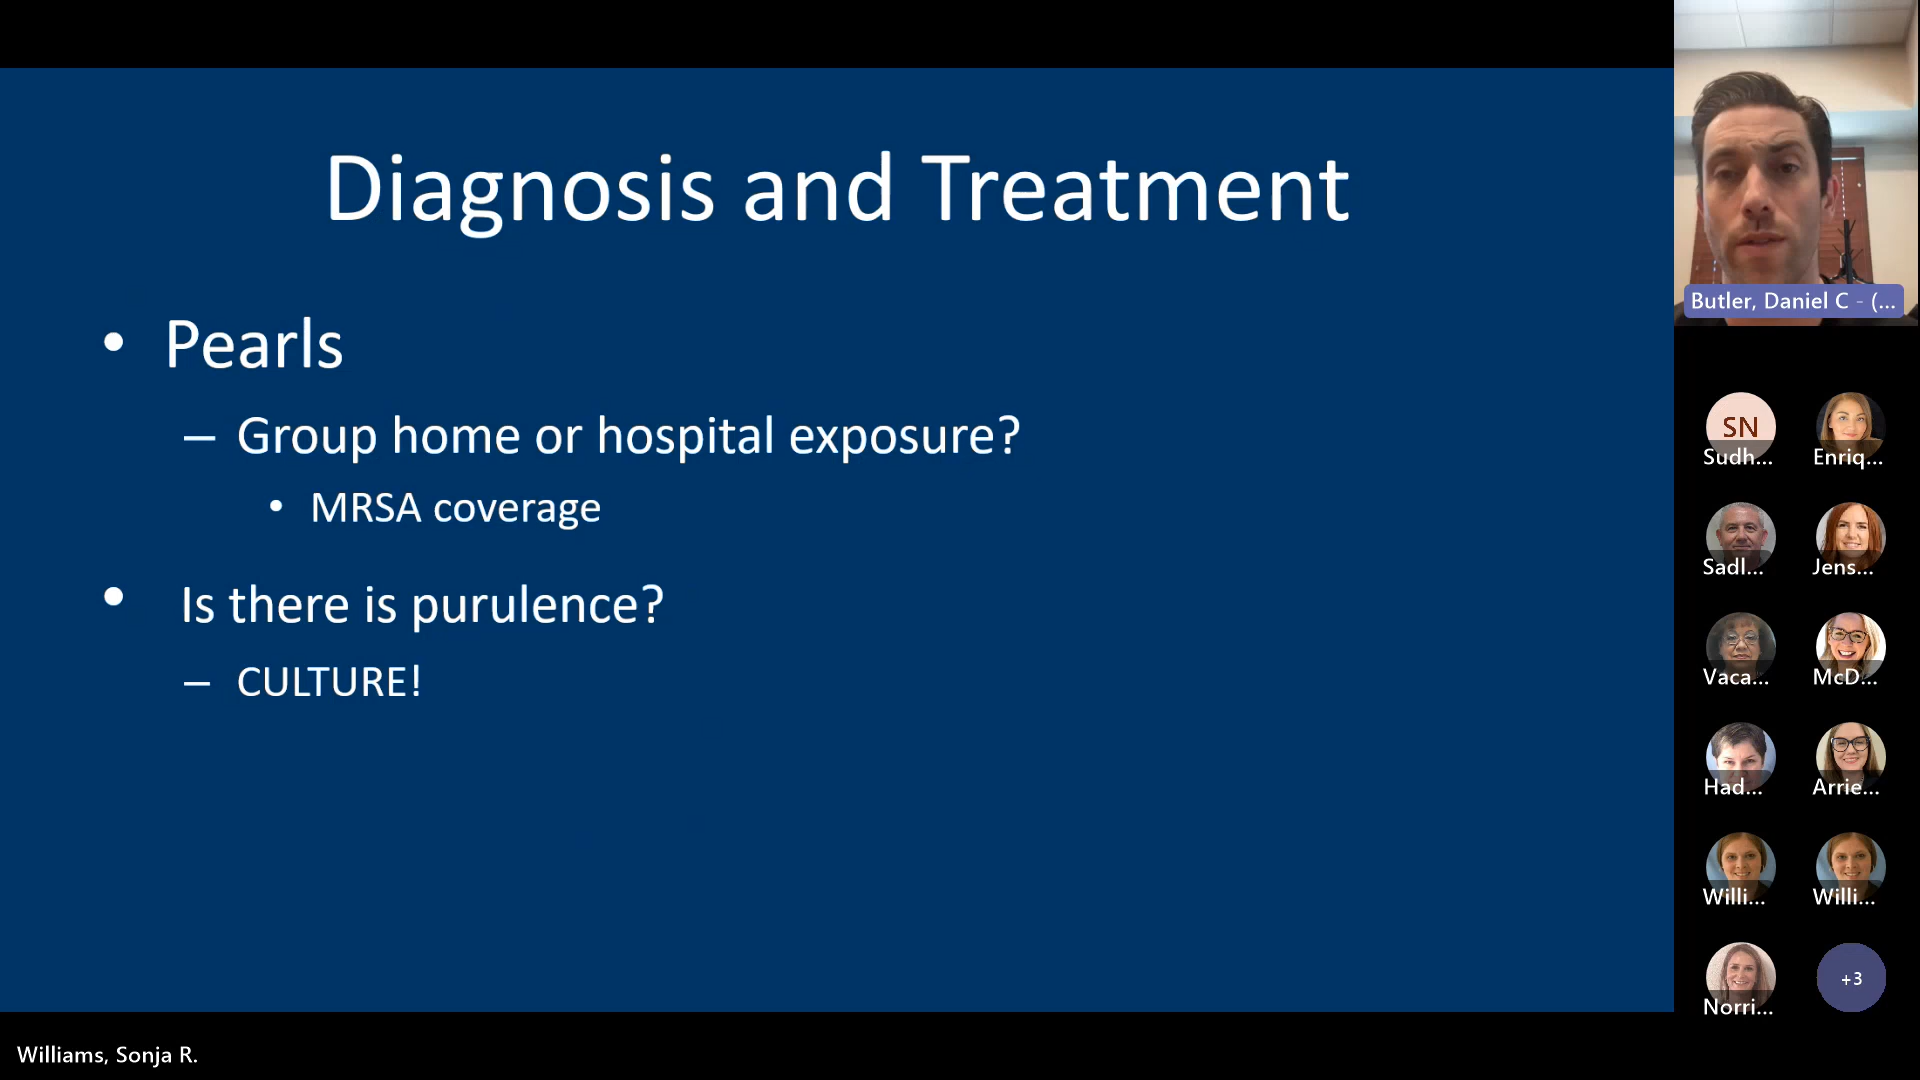 Diagnosis and Treatment
• Pearls
– Group home or hospital exposure?
• MRSA coverage
• Is there is purulence?
– CULTURE!
Butler, Daniel C - (...
SN
Sudh...
Enriq...
Sadl...
Jens...
Vaca...
McD...
Had...
Arrie...
Willi...
Willi...
Norri...
+3
Williams, Sonja R.